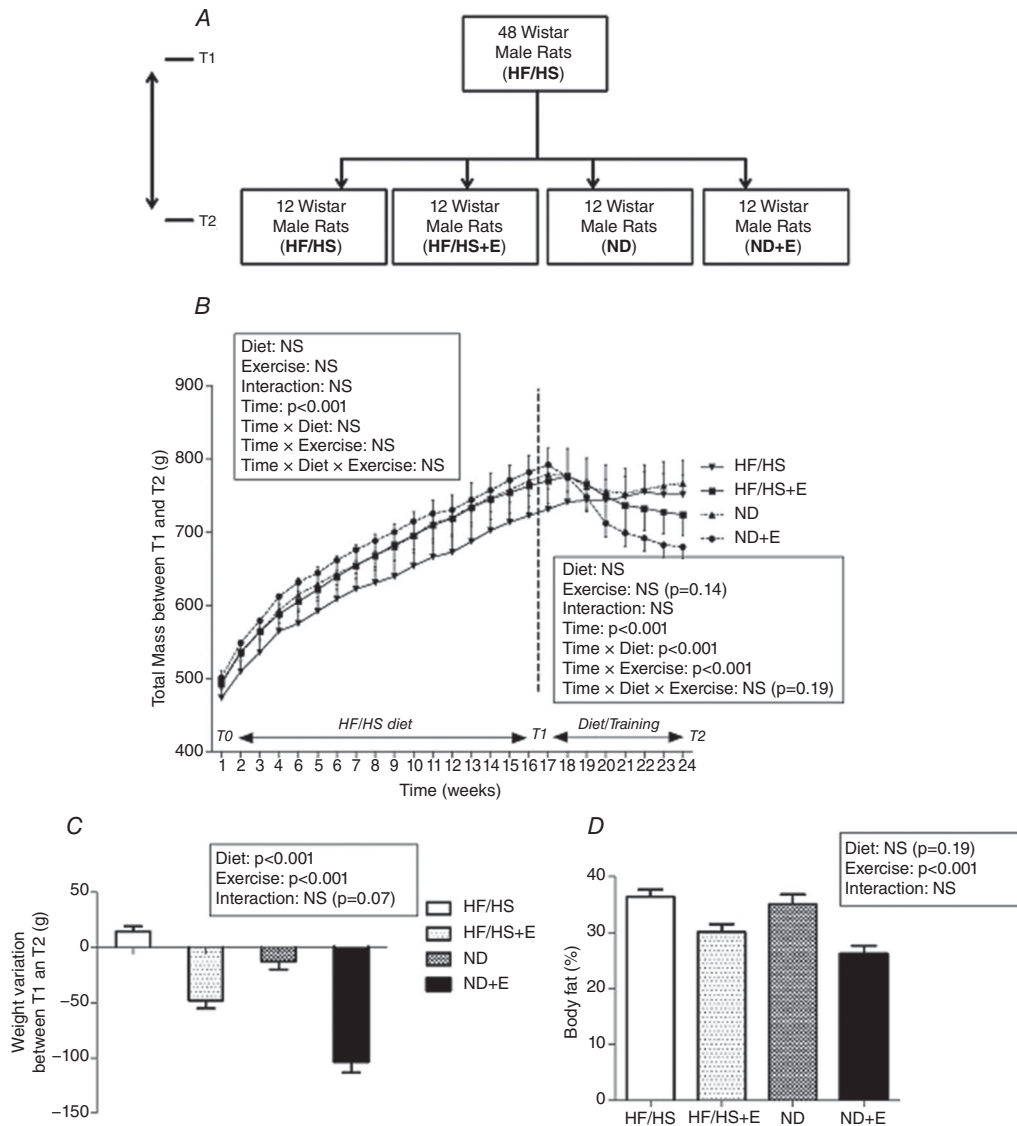 A
T1
T2
48 Wistar
Male Rats
(HF/HS)
12 Wistar
Male Rats
(HF/HS)
12 Wistar
Male Rats
(HF/HS+E)
12 Wistar
Male Rats
(ND)
12 Wistar
Male Rats
(ND+E)
B
Diet: NS
Exercise: NS
Interaction: NS
Time: p<0.001
Time × Diet: NS
Time × Exercise: NS
Time × Diet × Exercise: NS
Total Mass between T1 and T2 (g)
900
800
700
600
500
400
HF/HS
HF/HS+E
ND
ND+E
Diet: NS
Exercise: NS (p=0.14)
Interaction: NS
Time: p<0.001
Time × Diet: p<0.001
Time × Exercise: p<0.001
Time × Diet × Exercise: NS (p=0.19)
T0 HF/HS diet T1 Diet/Training T2
1 2 3 4 6 5 6 7 8 9 10 11 12 13 14 15 16 17 18 19 20 21 22 23 24
Time (weeks)
C
Diet: p<0.001
Exercise: p<0.001
Interaction: NS (p=0.07)
Weight variation
between T1 an T2 (g)
50
0
−50
−100
−150
HF/HS
HF/HS+E
ND
ND+E
D
Diet: NS (p=0.19)
Exercise: p<0.001
Interaction: NS
Body fat (%)
40
30
20
10
0
HF/HS HF/HS+E ND ND+E